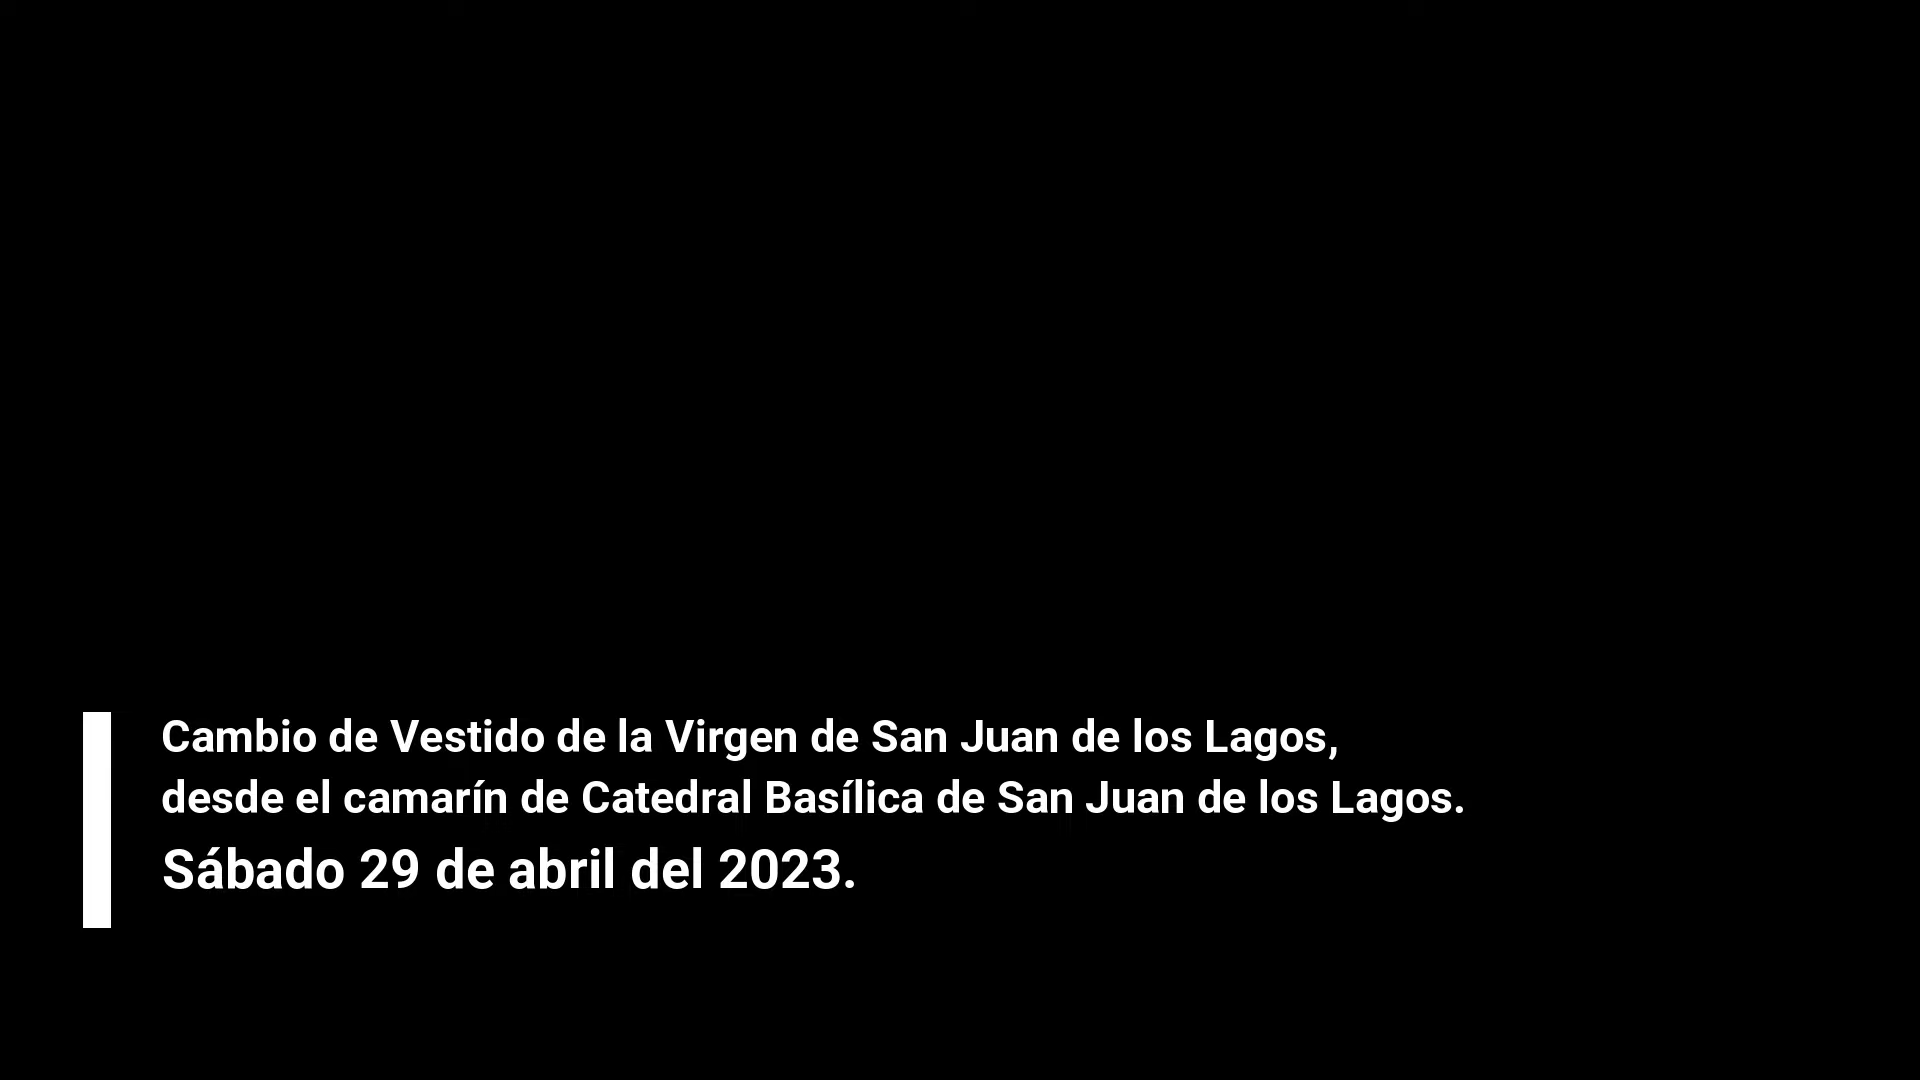 Cambio de Vestido de la Virgen de San Juan de los Lagos,
desde el camarín de Catedral Basílica de San Juan de los Lagos.
Sábado 29 de abril del 2023.